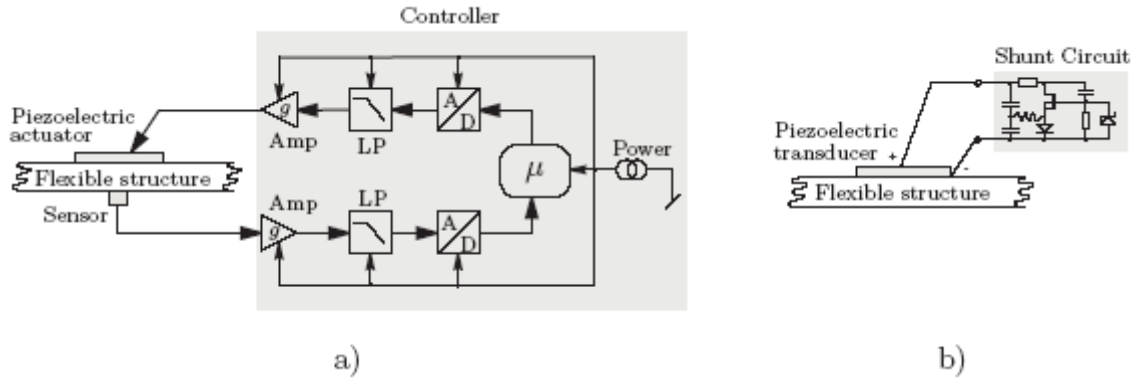 Controller
Shunt Circuit
g
A
D
Piezoelectric
actuator
Amp
LP
Piezoelectric
transducer +
-
Power
μ
Flexible structure
Flexible structure
Sensor
Amp
LP
g
A
D
a)
b)